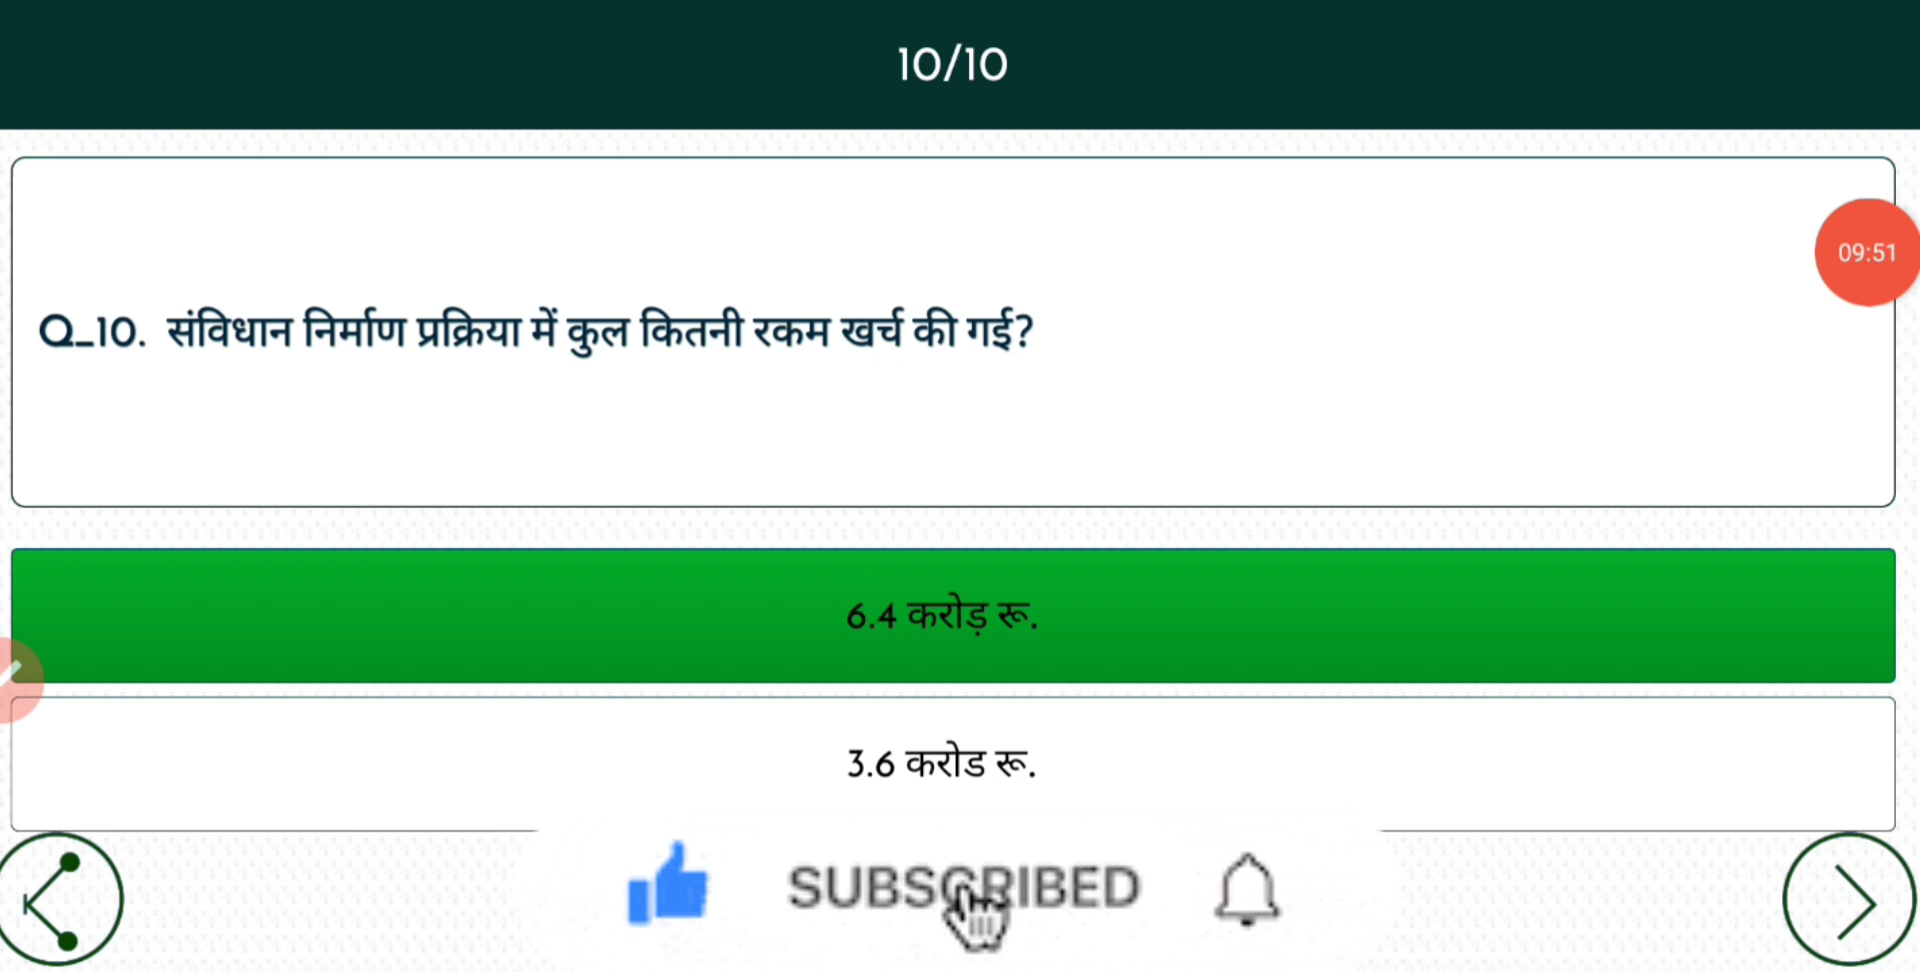 10/10
09:51
Q_10. संविधान निर्माण प्रक्रिया में कुल कितनी रकम खर्च की गई?
6.4 करोड़ रू.
3.6 करोड रू.
SUBSCRIBED